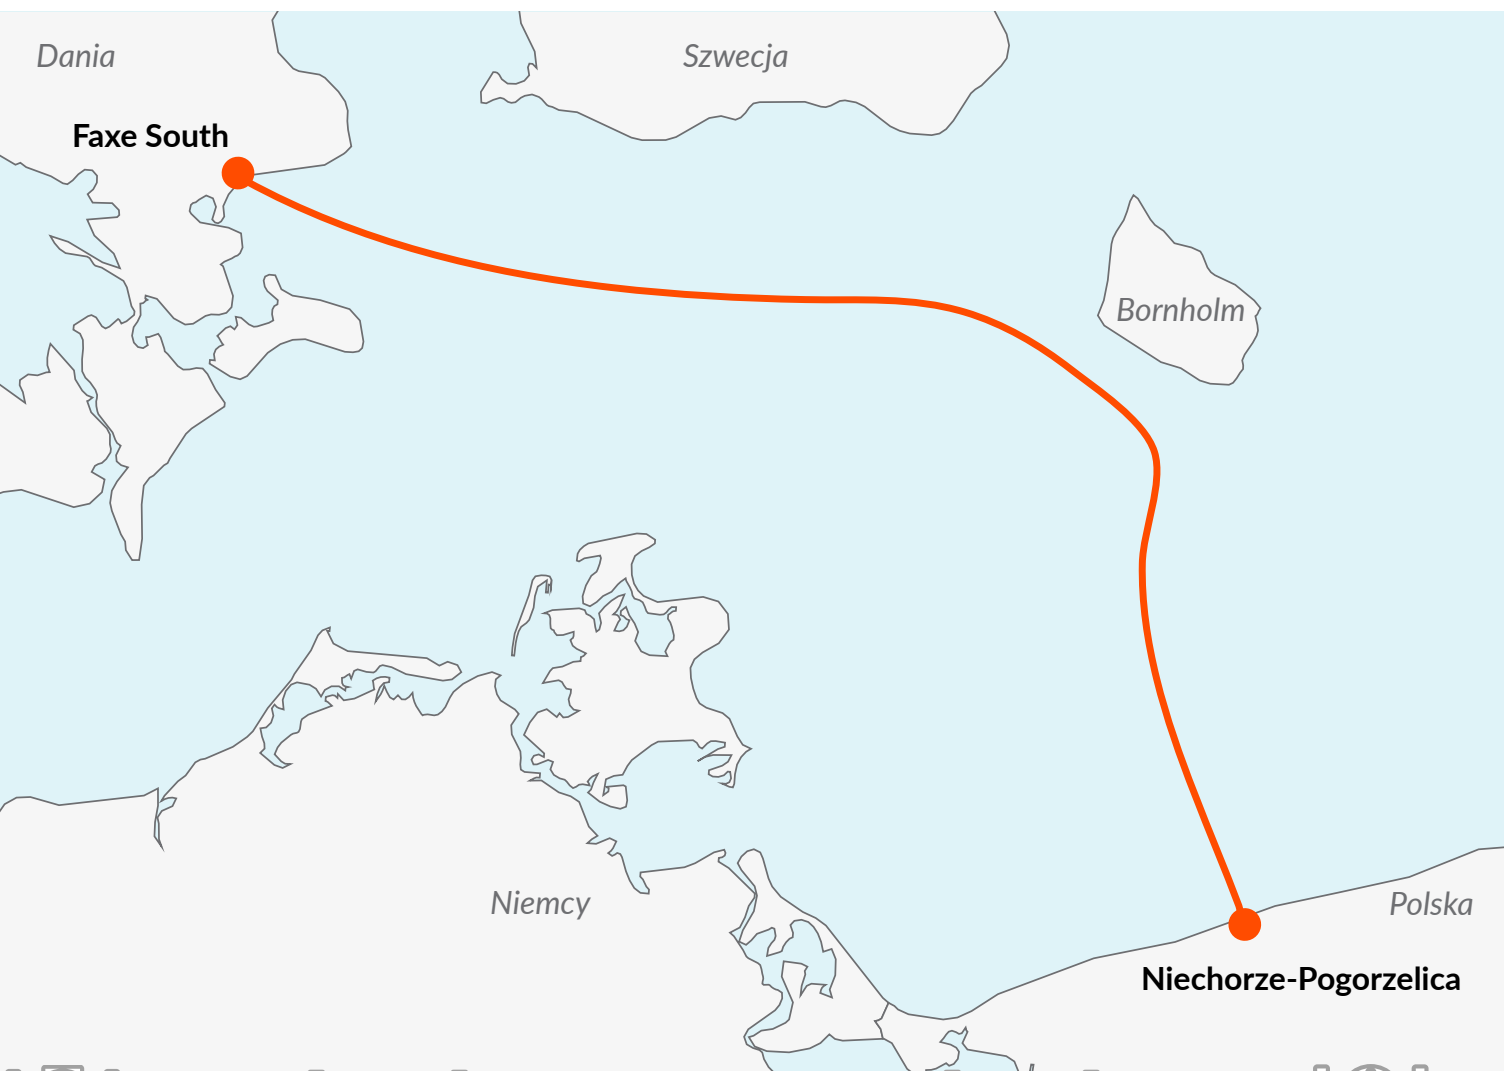 Dania
Szwecja
Faxe South
Bornholm
Niemcy
Polska
Niechorze-Pogorzelica